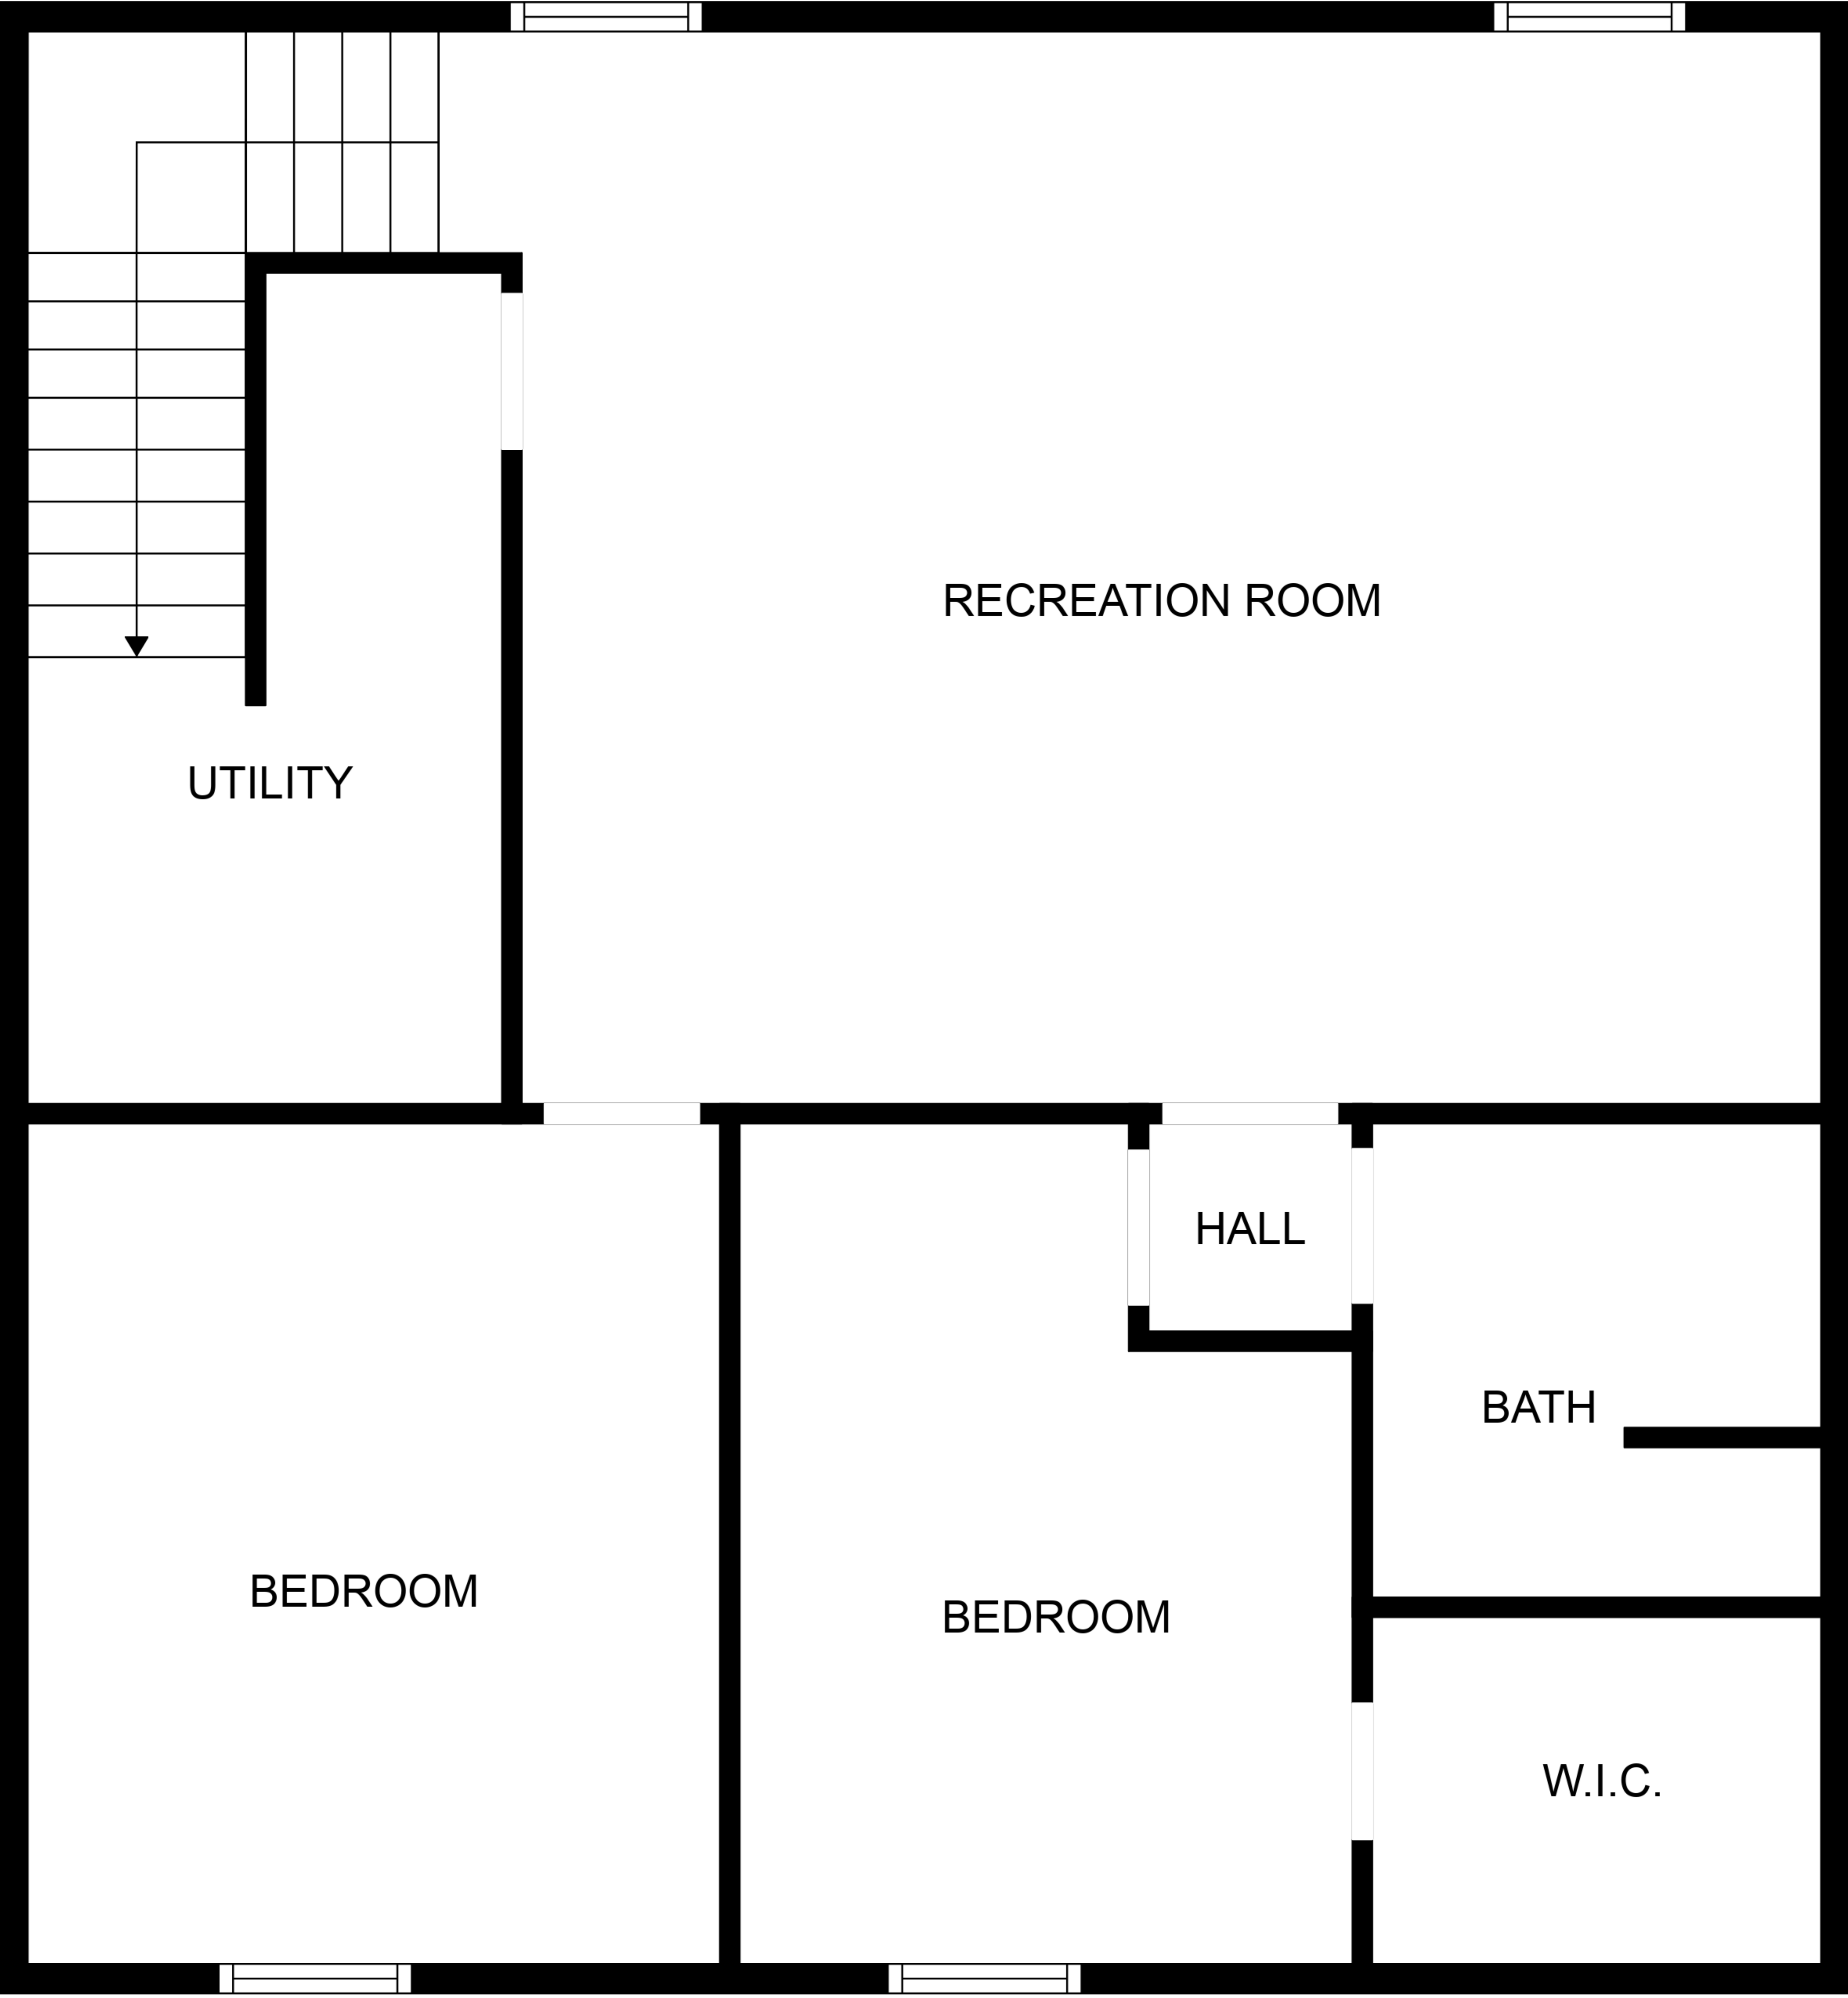 RECREATION ROOM
UTILITY
HALL
BATH
BEDROOM
BEDROOM
W.I.C.